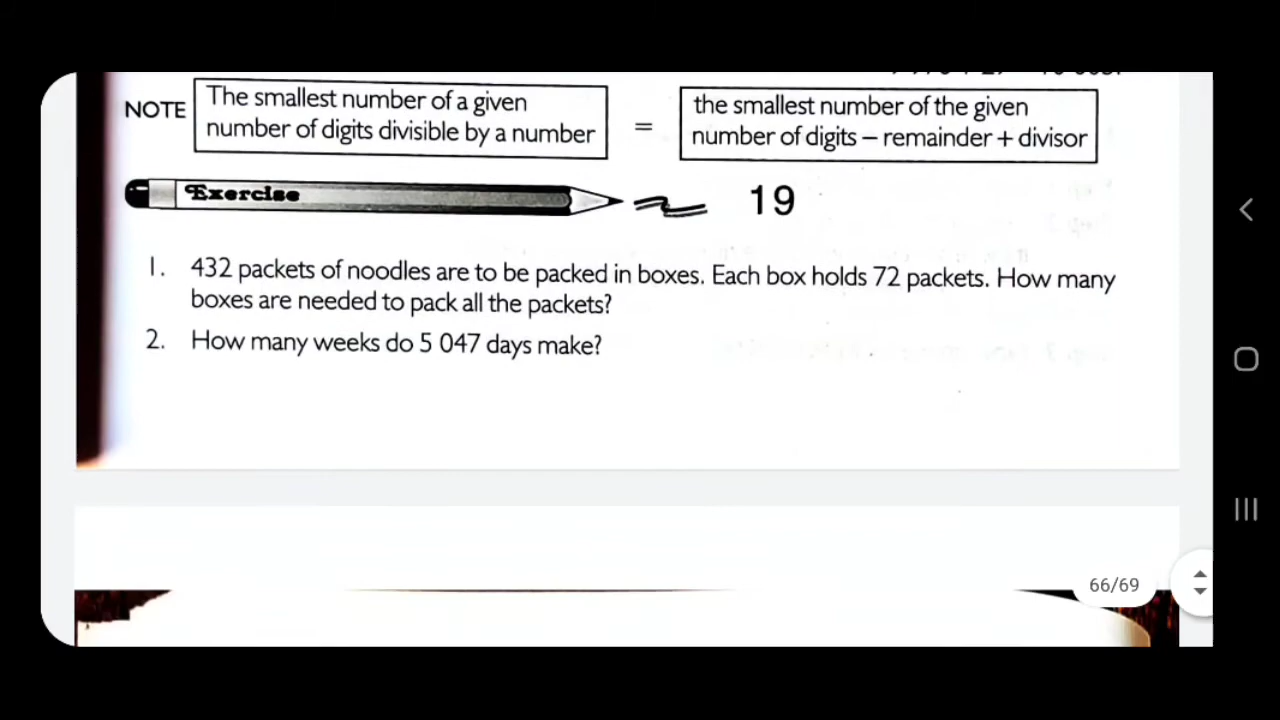 NOTE
The smallest number of a given
number of digits divisible by a number
=
the smallest number of the given
number of digits – remainder + divisor
Exercise
19
1. 432 packets of noodles are to be packed in boxes. Each box holds 72 packets. How many
boxes are needed to pack all the packets?
2. How many weeks do 5 047 days make?
66/69